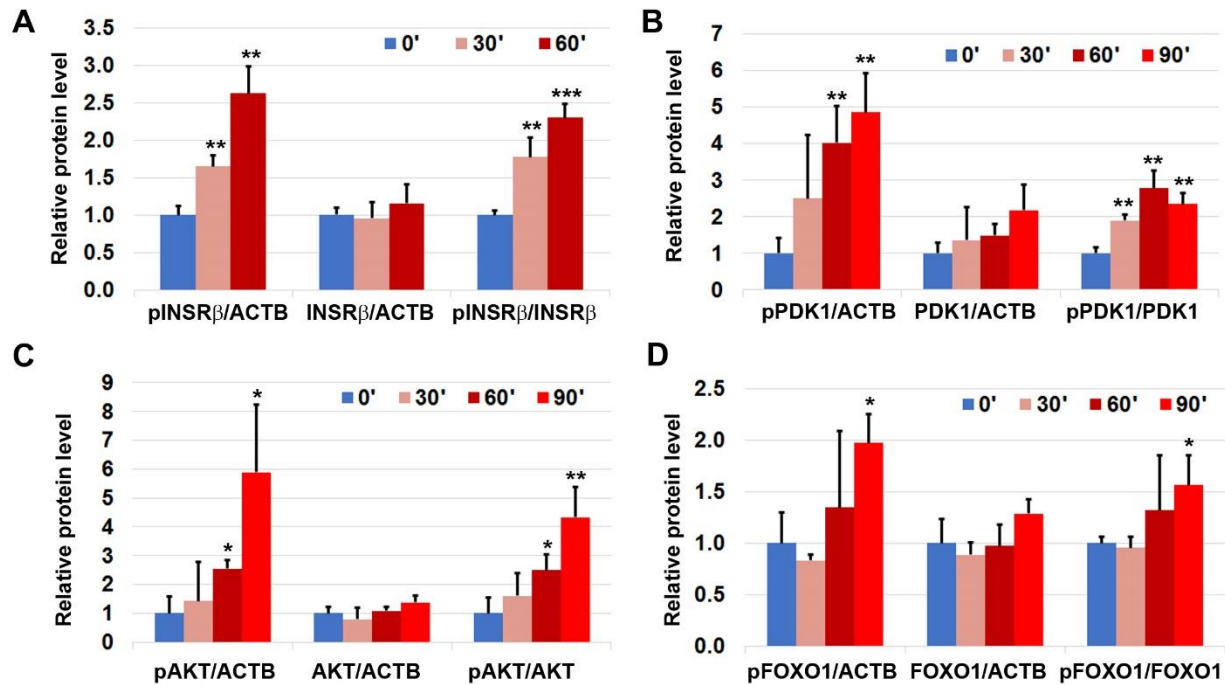 A
Relative protein level
3.5
3.0
2.5
2.0
1.5
1.0
0.5
0.0
0' 30' 60'
** ** ** ***
pINSRβ/ACTB INSRβ/ACTB pINSRβ/INSRβ
B
Relative protein level
7
6
5
4
3
2
1
0
0' 30' 60' 90'
** ** ** ** **
pPDK1/ACTB PDK1/ACTB pPDK1/PDK1
C
Relative protein level
9
8
7
6
5
4
3
2
1
0
0' 30' 60' 90'
* * * **
pAKT/ACTB AKT/ACTB pAKT/AKT
D
Relative protein level
2.5
2.0
1.5
1.0
0.5
0.0
0' 30' 60' 90'
* *
pFOXO1/ACTB FOXO1/ACTB pFOXO1/FOXO1